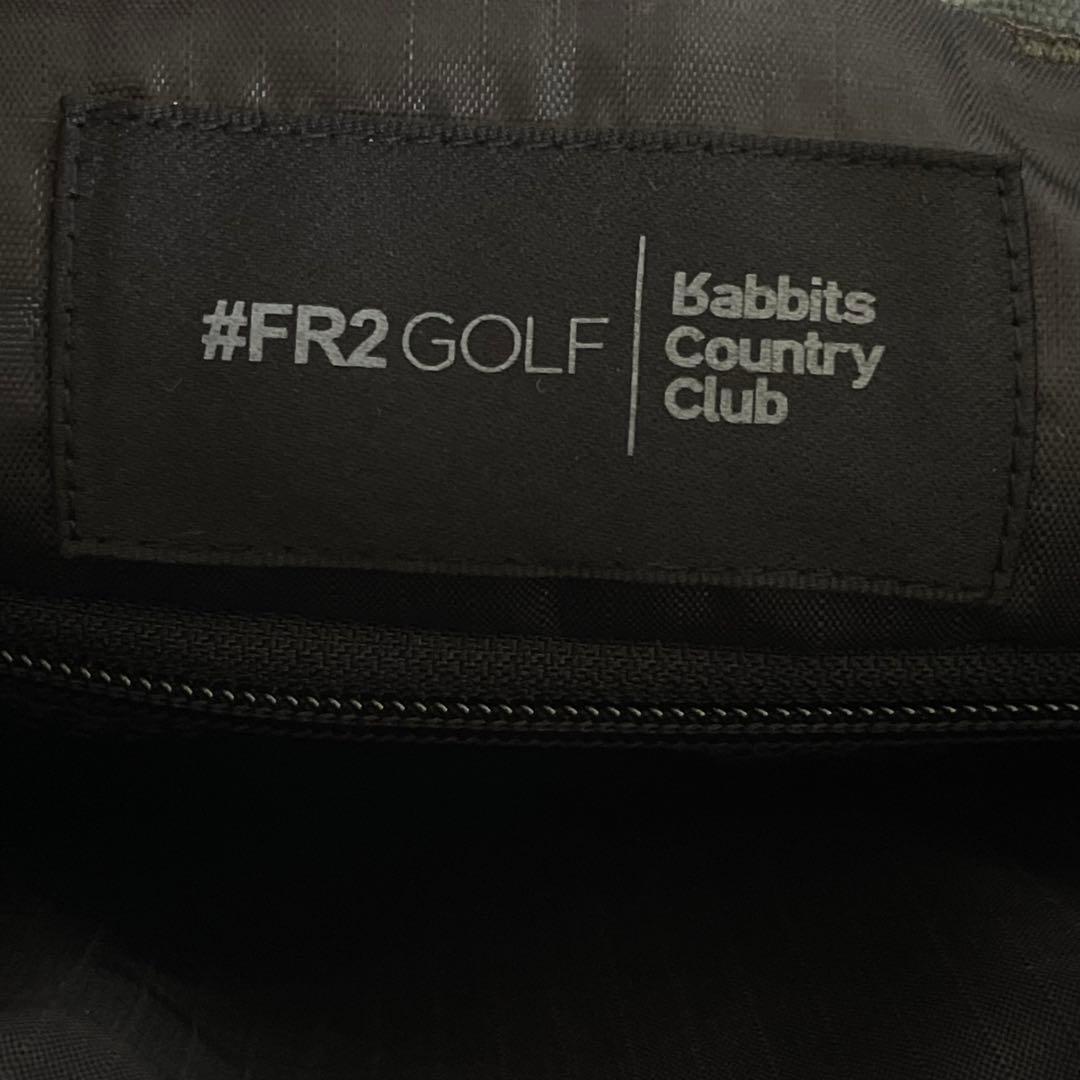 #FR2 GOLF
Rabbits
Country
Club